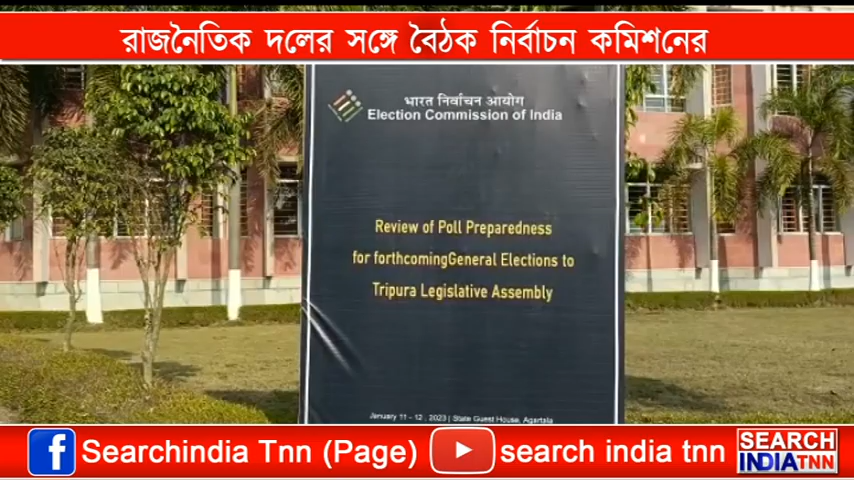 রাজনৈতিক দলের সঙ্গে বৈঠক নির্বাচন কমিশনের
भारत निर्वाचन आयोग
Election Commission of India
Review of Poll Preparedness
for forthcomingGeneral Elections to
Tripura Legislative Assembly
January 11 - 12, 2023 | State Guest House, Agartala
Searchindia Tnn (Page) search india tnn
SEARCH
INDIATNN